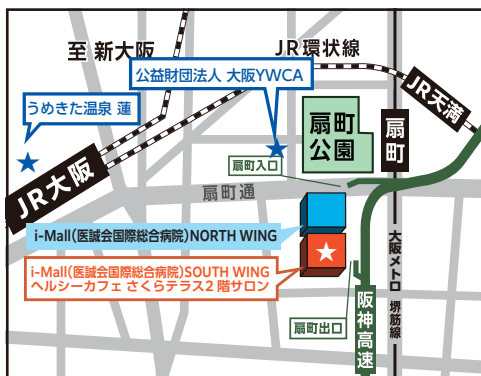 至 新大阪
JR環状線
公益財団法人 大阪YWCA
JR天満
うめきた温泉 蓮
扇町
公園
扇町
扇町入口
JR大阪
扇町通
i-Mall(医誠会国際総合病院)NORTH WING
大阪メトロ 堺筋線
i-Mall(医誠会国際総合病院)SOUTH WING
ヘルシーカフェ さくらテラス2階サロン
阪神高速
扇町出口